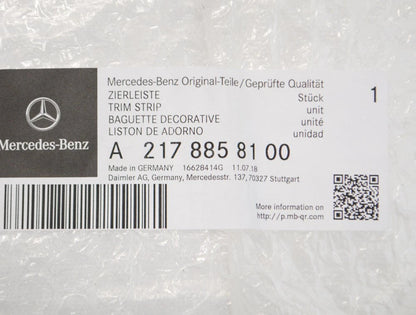 Mercedes-Benz
Mercedes-Benz Original-Teile/Geprüfte Qualität
ZIERLEISTE Stück 1
TRIM STRIP unit
BAGUETTE DECORATIVE unité
LISTON DE ADORNO unidad
A 217 885 81 00
Made in GERMANY 16628414G 11.07.18
Daimler AG, Germany, Mercedesstr. 137, 70327 Stuttgart
More information on
http://p.mb-qr.com/